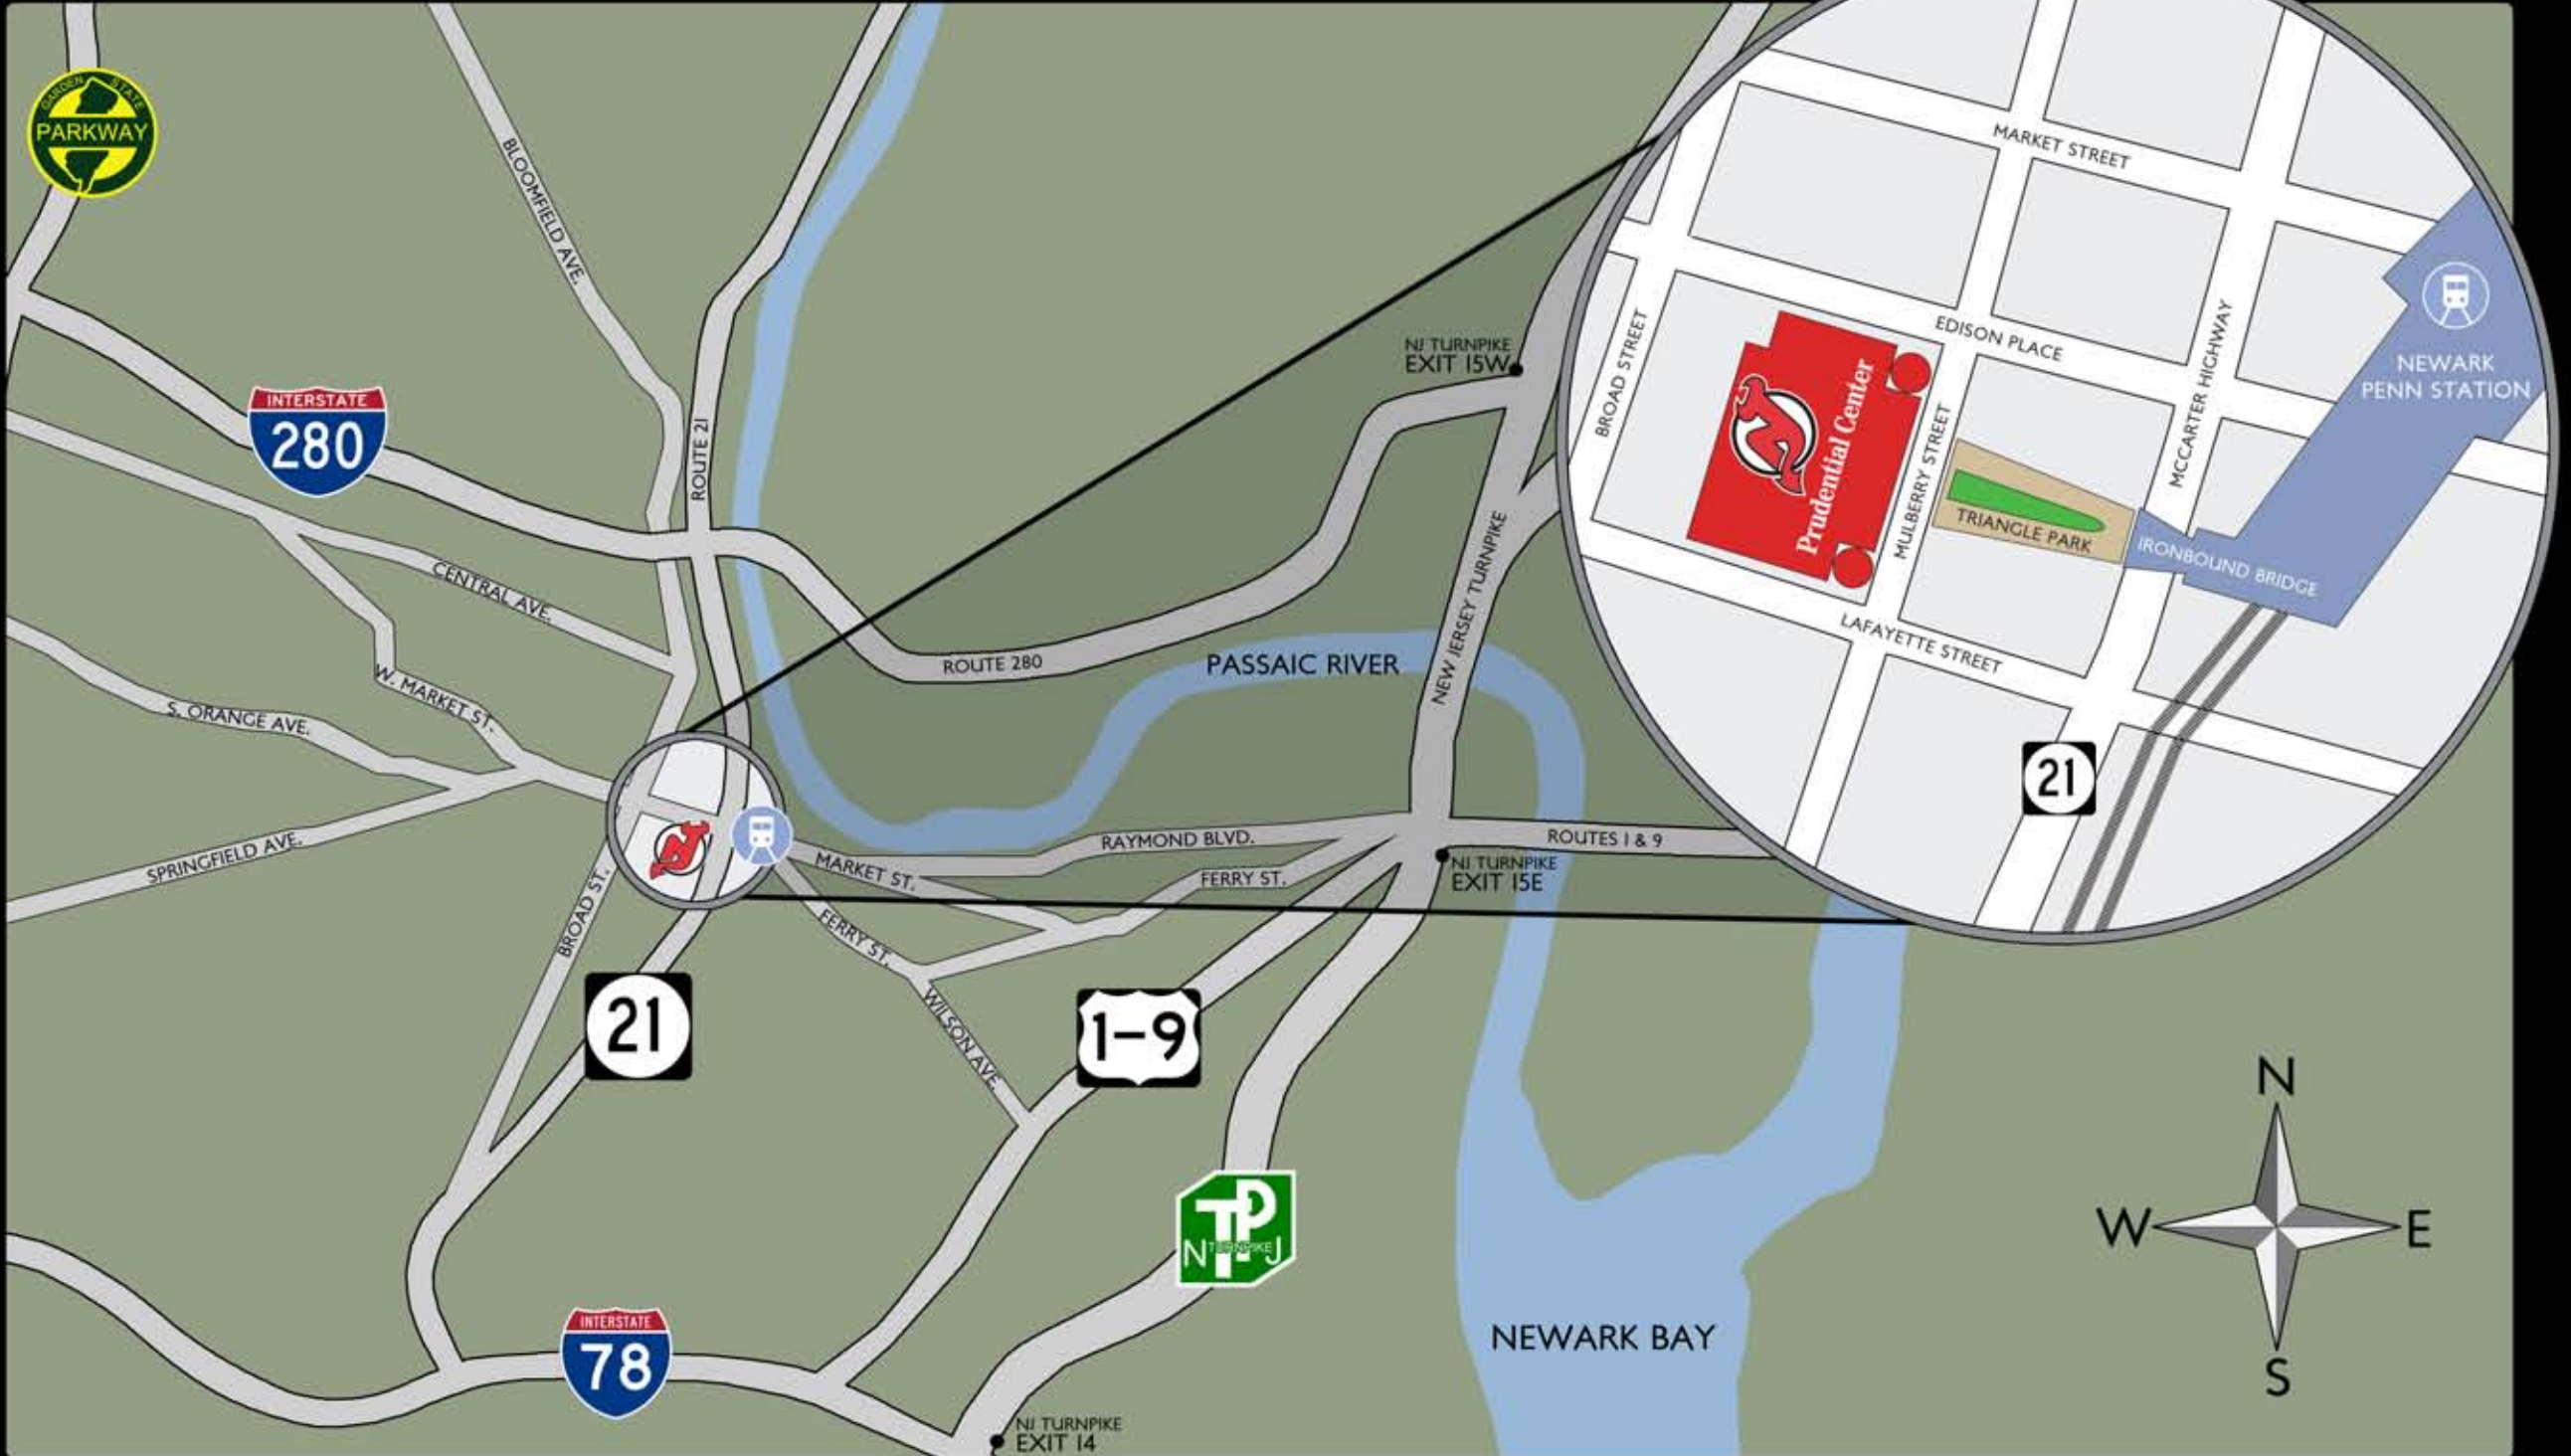 GARDEN STATE
PARKWAY
BLOOMFIELD AVE.
INTERSTATE
280
ROUTE 21
CENTRAL AVE.
W. MARKET ST.
S. ORANGE AVE.
SPRINGFIELD AVE.
BROAD ST.
21
ROUTE 280
PASSAIC RIVER
NJ TURNPIKE
EXIT 15W
NEW JERSEY TURNPIKE
RAYMOND BLVD.
MARKET ST.
FERRY ST.
FERRY ST.
WILSON AVE.
ROUTES 1 & 9
NJ TURNPIKE
EXIT 15E
1-9
TP
N TURNPIKE J
INTERSTATE
78
NJ TURNPIKE
EXIT 14
NEWARK BAY
MARKET STREET
EDISON PLACE
BROAD STREET
Prudential Center
MULBERRY STREET
MCCARTER HIGHWAY
NEWARK
PENN STATION
TRIANGLE PARK
IRONBOUND BRIDGE
LAFAYETTE STREET
21
N
W
E
S